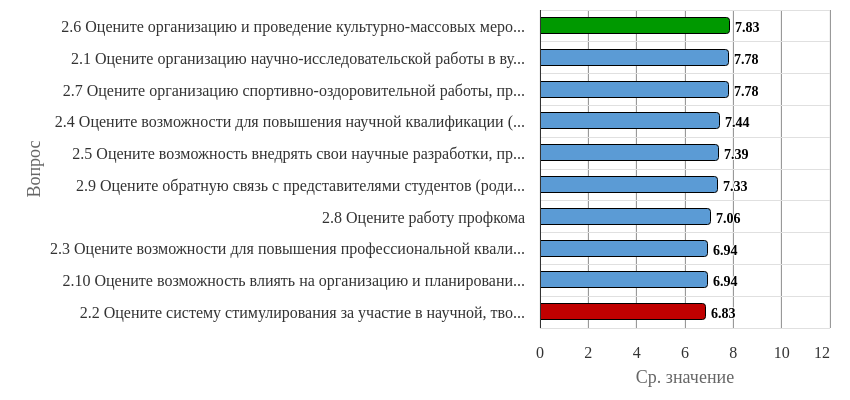 2.6 Оцените организацию и проведение культурно-массовых меро...
7.83
2.1 Оцените организацию научно-исследовательской работы в ву...
7.78
2.7 Оцените организацию спортивно-оздоровительной работы, пр...
7.78
2.4 Оцените возможности для повышения научной квалификации (...
7.44
2.5 Оцените возможность внедрять свои научные разработки, пр...
7.39
2.9 Оцените обратную связь с представителями студентов (роди...
7.33
2.8 Оцените работу профкома
7.06
2.3 Оцените возможности для повышения профессиональной квали...
6.94
2.10 Оцените возможность влиять на организацию и планировани...
6.94
2.2 Оцените систему стимулирования за участие в научной, тво...
6.83
Вопрос
0 2 4 6 8 10 12
Ср. значение